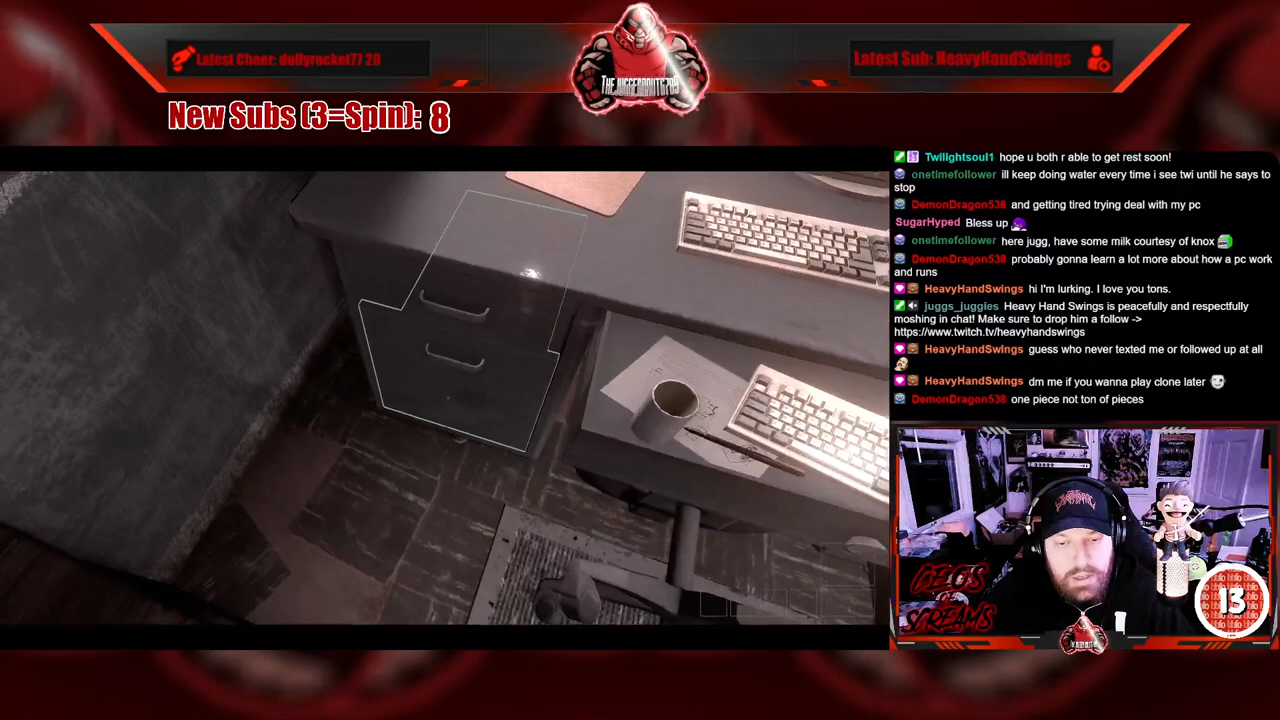 Latest Cheer: dollyrocket77 20
THEJUGGERNAUT6789
Latest Sub: HeavyHandSwings
New Subs (3=Spin): 8
Twilightsoul1 hope u both r able to get rest soon!
onetimefollower ill keep doing water every time i see twi until he says to
stop
DemonDragon538 and getting tired trying deal with my pc
SugarHyped Bless up
onetimefollower here jugg, have some milk courtesy of knox
DemonDragon538 probably gonna learn a lot more about how a pc work
and runs
HeavyHandSwings hi I'm lurking. I love you tons.
juggs_juggles Heavy Hand Swings is peacefully and respectfully
moshing in chat! Make sure to drop him a follow ->
https://www.twitch.tv/heavyhandswings
HeavyHandSwings guess who never texted me or followed up at all
HeavyHandSwings dm me if you wanna play clone later
DemonDragon538 one piece not ton of pieces
SCREAMS
13